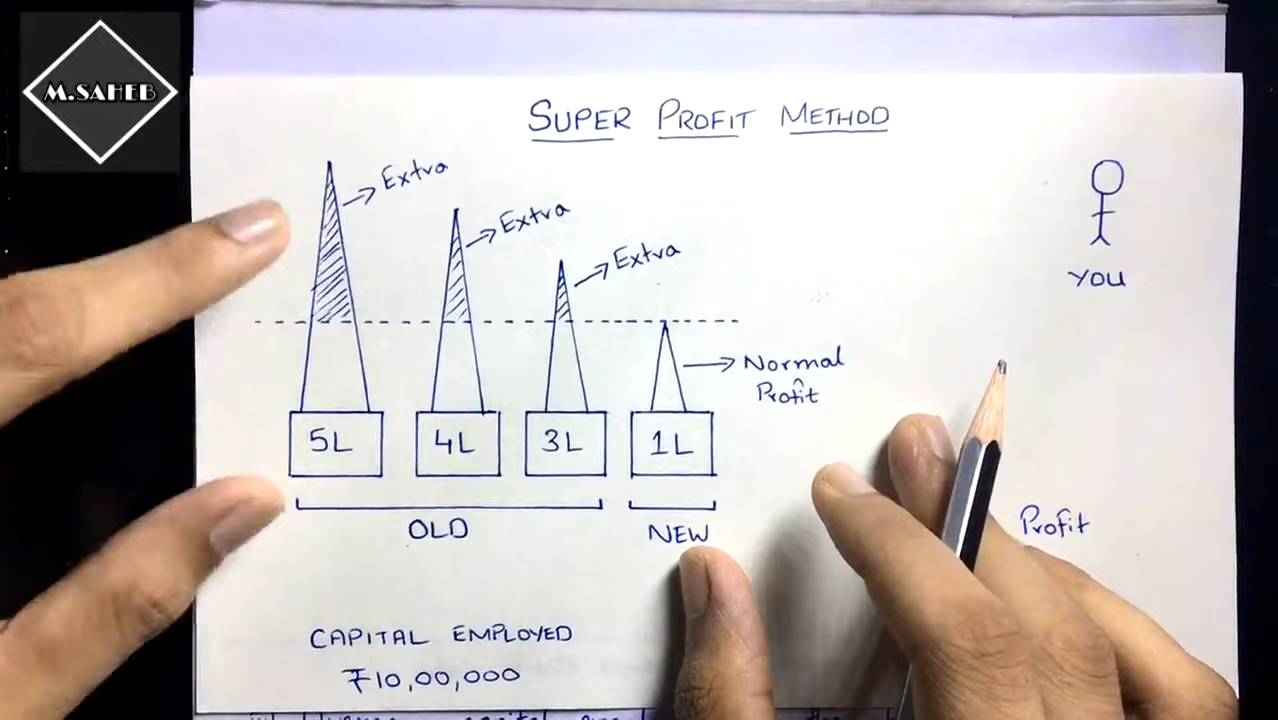 M.SAHEB
SUPER PROFIT METHOD
Extra
Extra
Extra
YOU
Normal
Profit
5L
4L
3L
1L
OLD
NEW
Profit
CAPITAL EMPLOYED
₹10,00,000